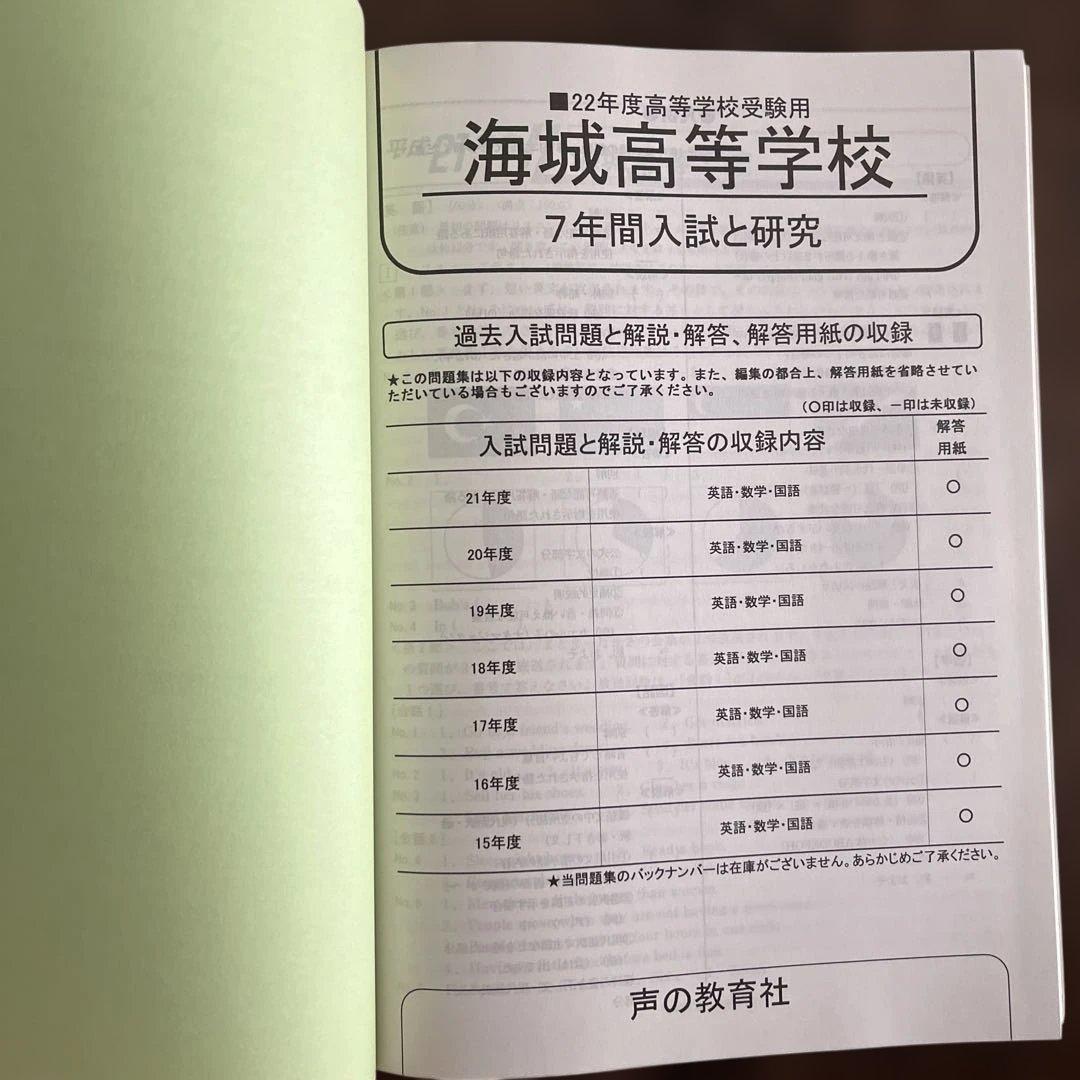 ■22年度高等学校受験用
海城高等学校
7年間入試と研究
過去入試問題と解説・解答、解答用紙の収録
★この問題集は以下の収録内容となっています。また、編集の都合上、解答用紙を省略させてい
ただいている場合もございますのでご了承ください。
(〇印は収録、－印は未収録)
入試問題と解説・解答の収録内容 解答
用紙
21年度 英語・数学・国語 〇
20年度 英語・数学・国語 〇
19年度 英語・数学・国語 〇
18年度 英語・数学・国語 〇
17年度 英語・数学・国語 〇
16年度 英語・数学・国語 〇
15年度 英語・数学・国語 〇
★当問題集のバックナンバーは在庫がございません。あらかじめご了承ください。
声の教育社